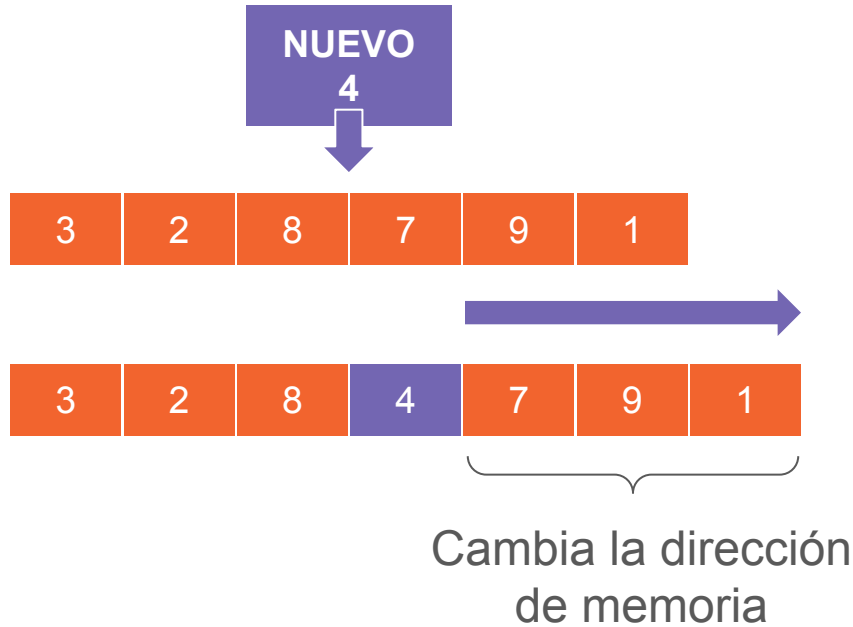 NUEVO
4
3 2 8 7 9 1
3 2 8 4 7 9 1
Cambia la dirección
de memoria